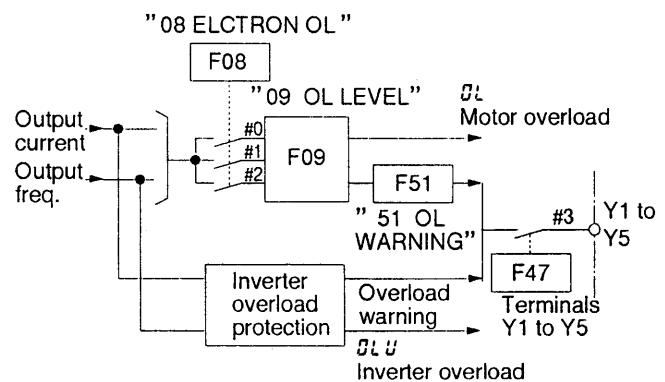 "08 ELCTRON OL"
F08
"09 OL LEVEL"
OL
Motor overload
Output
current
Output
freq.
#0
#1
#2
F09
F51
"51 OL
WARNING"
#3
Y1 to
Y5
F47
Terminals
Y1 to Y5
Inverter
overload
protection
Overload
warning
OLU
Inverter overload